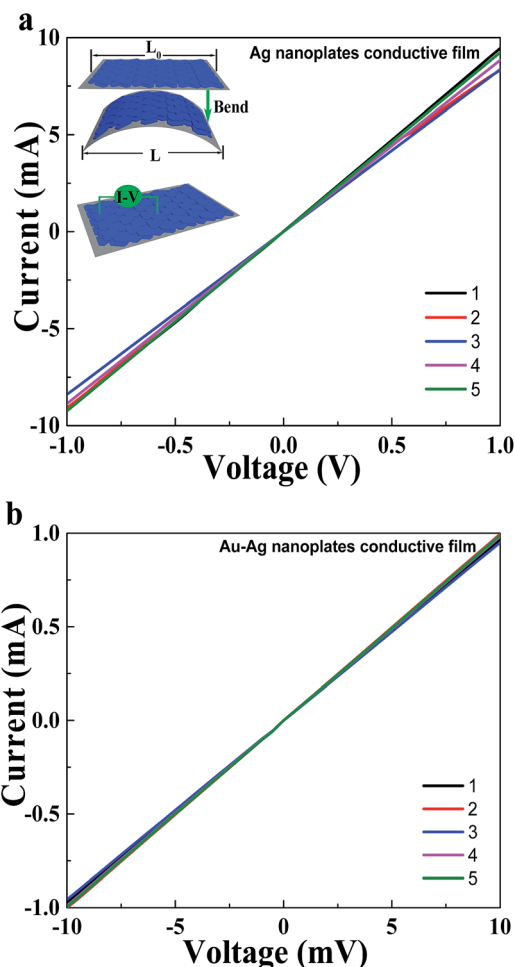 a
Ag nanoplates conductive film
L0
Bend
L
I-V
1
2
3
4
5
10
5
0
-5
-10
-1.0 -0.5 0.0 0.5 1.0
Current (mA)
Voltage (V)
b
Au-Ag nanoplates conductive film
1
2
3
4
5
1.0
0.5
0.0
-0.5
-1.0
-10 -5 0 5 10
Current (mA)
Voltage (mV)